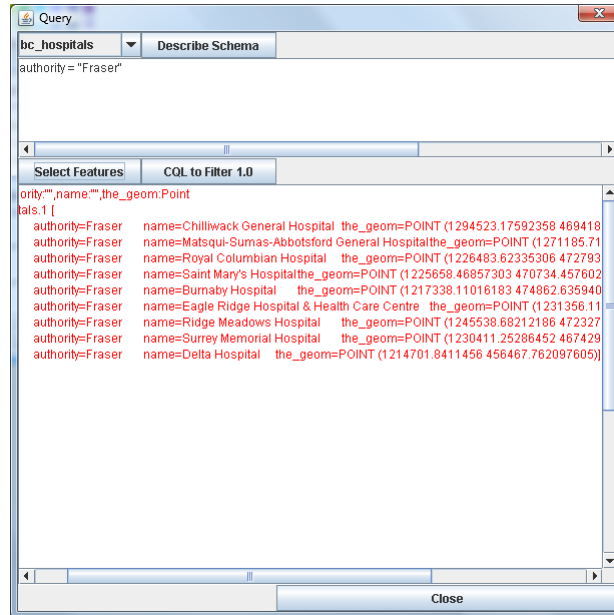 Query
bc_hospitals Describe Schema
authority = "Fraser"
Select Features CQL to Filter 1.0
ority:"",name:"",the_geom:Point
tals.1 [
authority=Fraser name=Chilliwack General Hospital the_geom=POINT (1294523.17592358 469418
authority=Fraser name=Matsqui-Sumas-Abbotsford General Hospitalthe_geom=POINT (1271185.71
authority=Fraser name=Royal Columbian Hospital the_geom=POINT (1226483.62335306 472793
authority=Fraser name=Saint Mary's Hospitalthe_geom=POINT (1225658.46857303 470734.457602
authority=Fraser name=Burnaby Hospital the_geom=POINT (1217338.11016183 474862.635940
authority=Fraser name=Eagle Ridge Hospital & Health Care Centre the_geom=POINT (1231356.11
authority=Fraser name=Ridge Meadows Hospital the_geom=POINT (1245538.68212186 472327
authority=Fraser name=Surrey Memorial Hospital the_geom=POINT (1230411.25286452 467429
authority=Fraser name=Delta Hospital the_geom=POINT (1214701.8411456 456467.762097605)]
Close